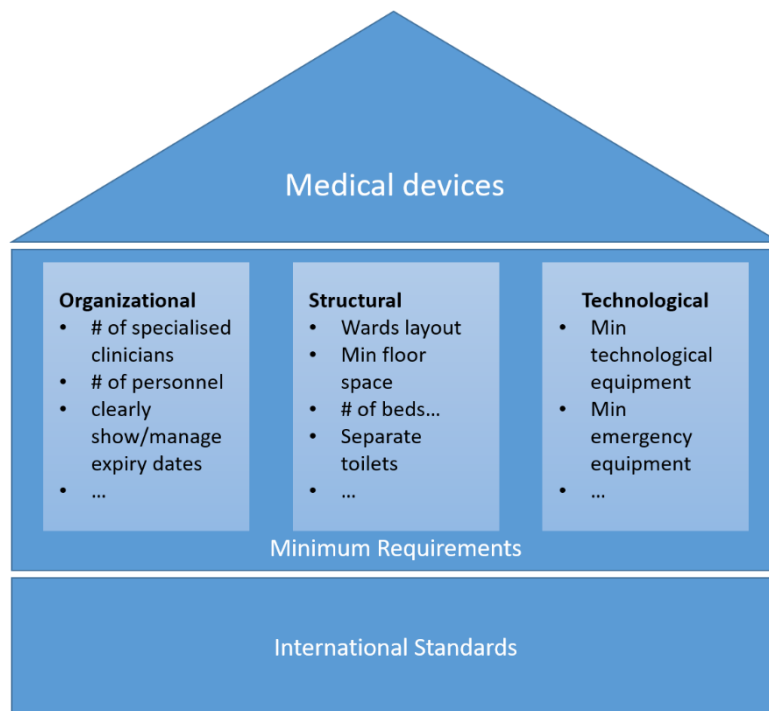 Medical devices
Organizational
• # of specialised
clinicians
• # of personnel
• clearly
show/manage
expiry dates
• …
Structural
• Wards layout
• Min floor
space
• # of beds…
• Separate
toilets
• …
Technological
• Min
technological
equipment
• Min
emergency
equipment
• …
Minimum Requirements
International Standards